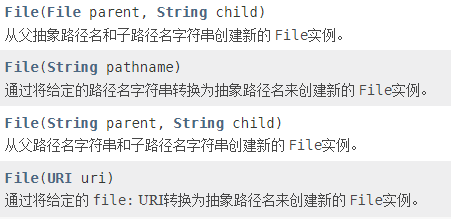 File(File parent, String child)
从父抽象路径名和子路径名字符串创建新的 File实例。
File(String pathname)
通过将给定的路径名字符串转换为抽象路径名来创建新的 File实例。
File(String parent, String child)
从父路径名字符串和子路径名字符串创建新的 File实例。
File(URI uri)
通过将给定的 file: URI转换为抽象路径名来创建新的 File实例。